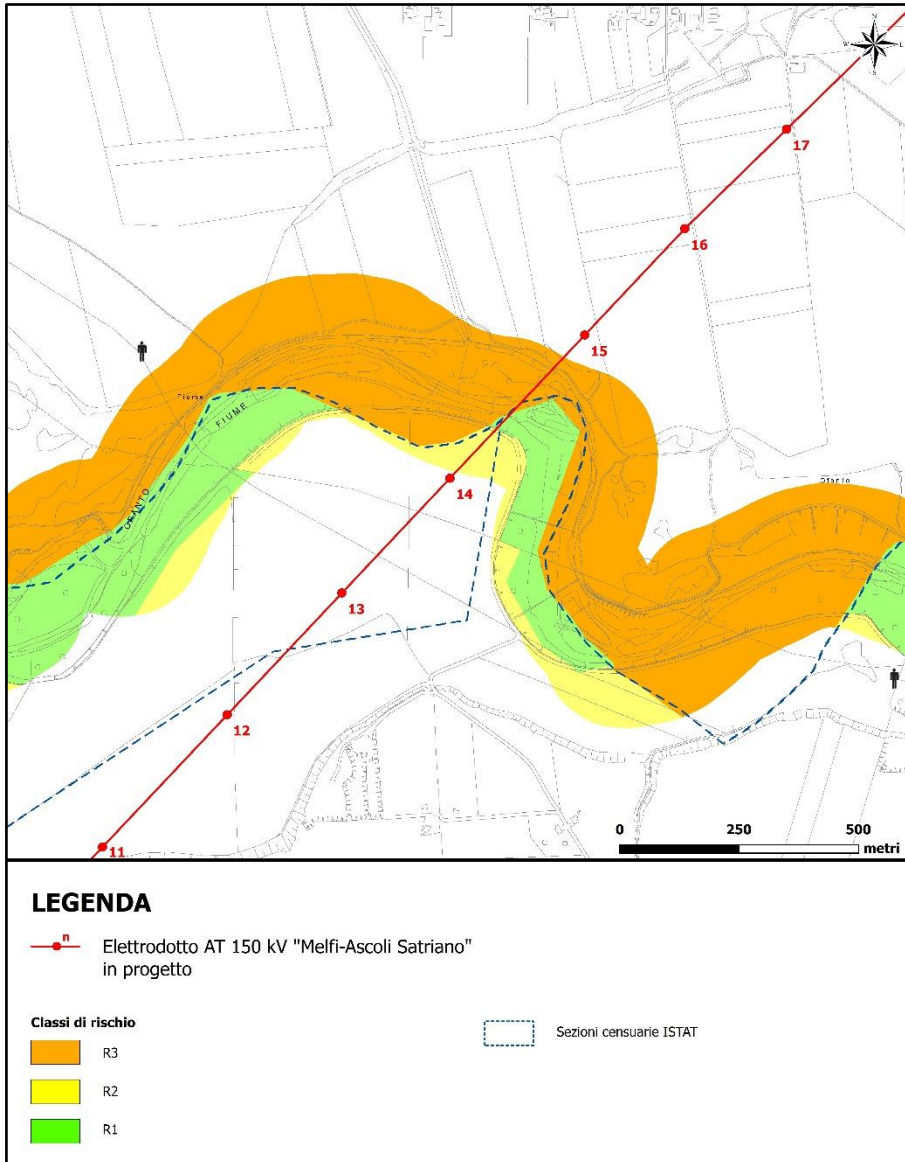 N
W
E
S
17
16
15
Fiume
FIUME
OFANTO
Ofanto
14
13
12
11
0 250 500
metri
LEGENDA
n
Elettrodotto AT 150 kV "Melfi-Ascoli Satriano"
in progetto
Classi di rischio
R3
R2
R1
Sezioni censuarie ISTAT